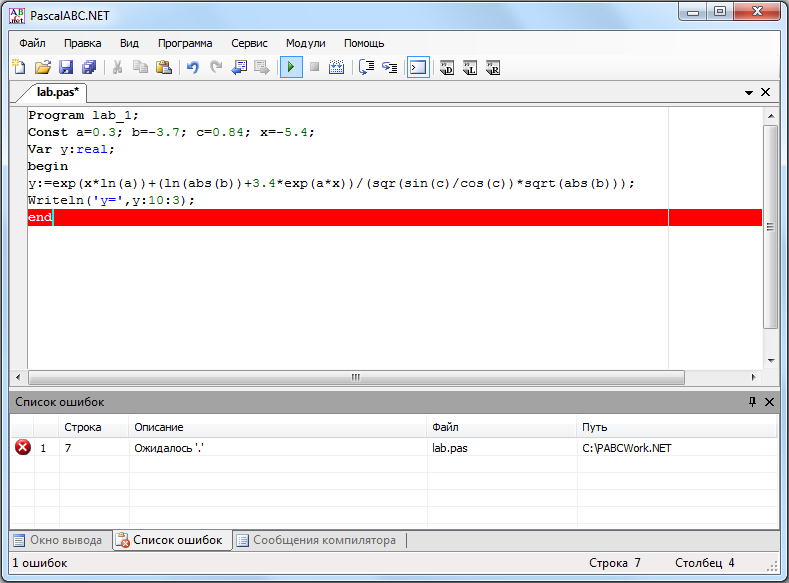 PascalABC.NET
Файл Правка Вид Программа Сервис Модули Помощь
lab.pas*
Program lab_1;
Const a=0.3; b=-3.7; c=0.84; x=-5.4;
Var y:real;
begin
y:=exp(x*ln(a))+(ln(abs(b))+3.4*exp(a*x))/(sqr(sin(c)/cos(c))*sqrt(abs(b)));
Writeln('y=',y:10:3);
end
Список ошибок
Строка Описание Файл Путь
1 7 Ожидалось '.' lab.pas C:\PABCWork.NET
Окно вывода Список ошибок Сообщения компилятора
1 ошибок Строка 7 Столбец 4